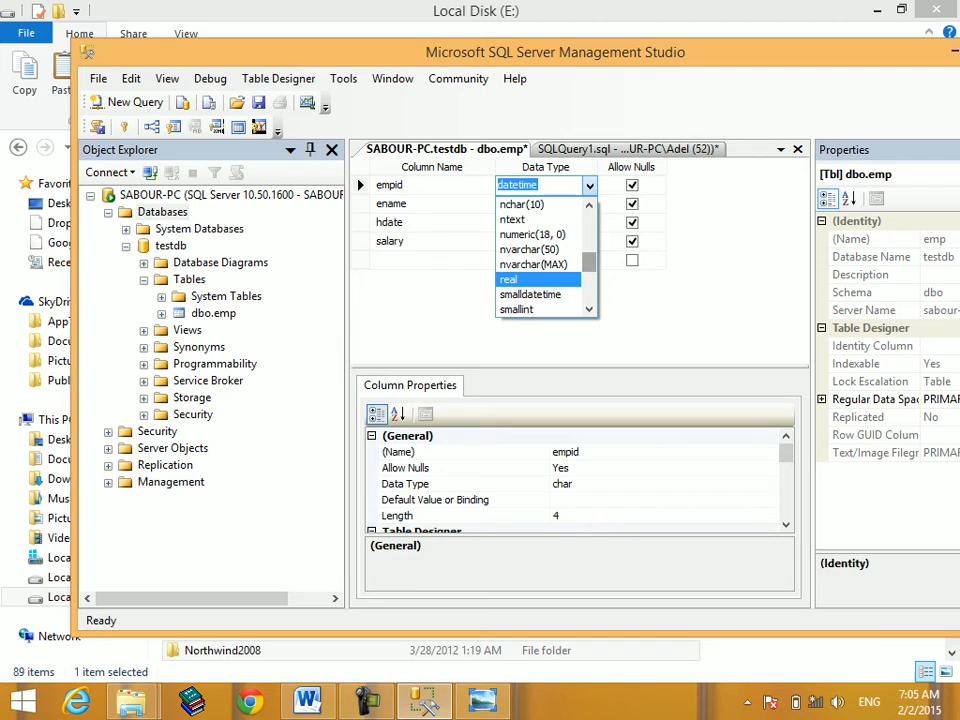 Local Disk (E:)
File
Home
Share
View
Copy
Microsoft SQL Server Management Studio
File Edit View Debug Table Designer Tools Window Community Help
New Query
Object Explorer
Connect
SABOUR-PC (SQL Server 10.50.1600 - SABOUR
Databases
System Databases
testdb
Database Diagrams
Tables
System Tables
dbo.emp
Views
Synonyms
Programmability
Service Broker
Storage
Security
Security
Server Objects
Replication
Management
SABOUR-PC.testdb - dbo.emp*
SQLQuery1.sql - ...UR-PC\Adel (52))*
Column Name Data Type Allow Nulls
empid datetime
ename
hdate
salary
nchar(10)
ntext
numeric(18, 0)
nvarchar(50)
nvarchar(MAX)
real
smalldatetime
smallint
Column Properties
(General)
(Name) empid
Allow Nulls Yes
Data Type char
Default Value or Binding
Length 4
Table Designer
(General)
Properties
[Tbl] dbo.emp
(Identity)
(Name) emp
Database Name testdb
Description
Schema dbo
Server Name sabour-
Table Designer
Identity Column
Indexable Yes
Lock Escalation Table
Regular Data Spac PRIMAR
Replicated No
Row GUID Colum
Text/Image Filegr PRIMAR
(Identity)
Ready
Network
Northwind2008 3/28/2012 1:19 AM File folder
89 items 1 item selected
ENG
7:05 AM
2/2/2015